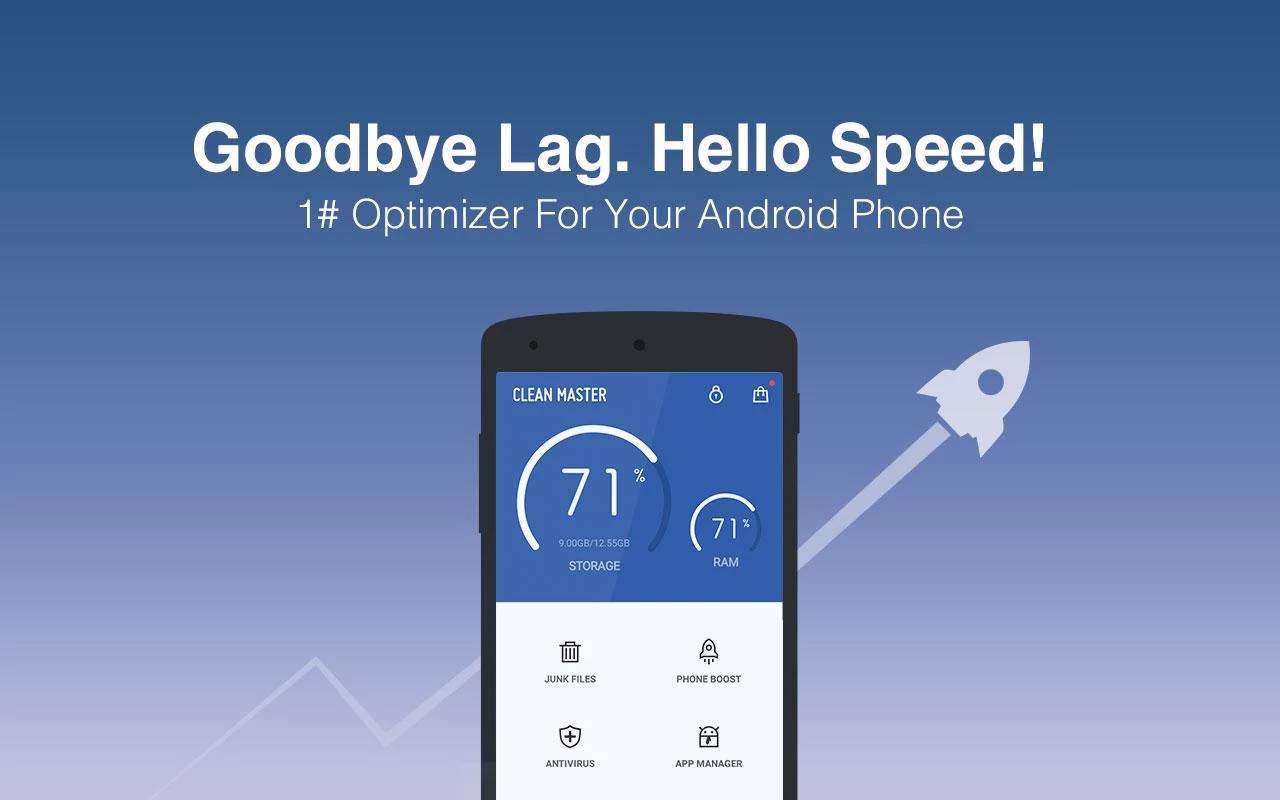 Goodbye Lag. Hello Speed!
1# Optimizer For Your Android Phone
CLEAN MASTER
71%
9.00GB/12.55GB
STORAGE
71%
RAM
JUNK FILES
PHONE BOOST
ANTIVIRUS
APP MANAGER